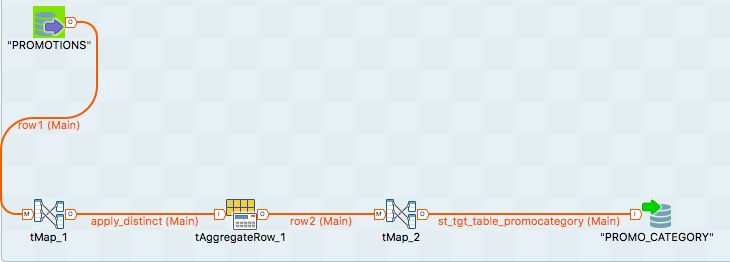 O
"PROMOTIONS"
row1 (Main)
M O I O M O I
apply_distinct (Main) row2 (Main) st_tgt_table_promocategory (Main)
tMap_1 tAggregateRow_1 tMap_2 "PROMO_CATEGORY"